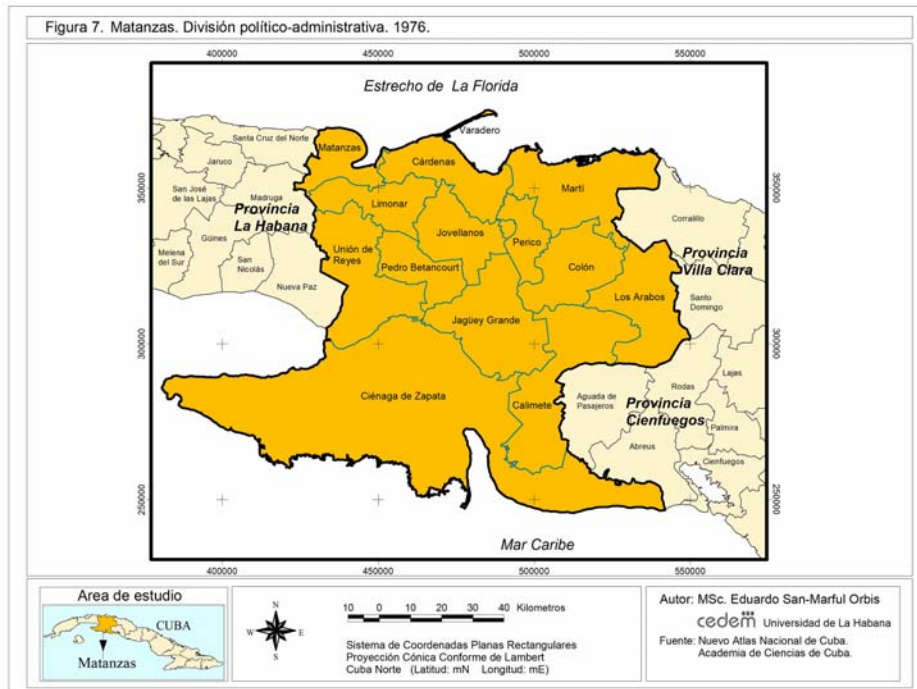 Figura 7. Matanzas. División político-administrativa. 1976.
400000 450000 500000 550000
Estrecho de La Florida
Varadero
Santa Cruz del Norte
Matanzas
Cárdenas
Jaruco
Martí
350000
350000
San José
de las Lajas
Madruga
Limonar
Provincia
La Habana
Corralillo
Jovellanos
Güines
Perico
Unión de
Reyes
Provincia
Villa Clara
Melena
del Sur
San
Nicolás
Pedro Betancourt
Colón
Nueva Paz
Los Arabos
Santo
Domingo
Jagüey Grande
300000
300000
Lajas
Rodas
Ciénaga de Zapata
Calimete
Aguada de
Pasajeros
Provincia
Cienfuegos
Palmira
Abreus
Cienfuegos
250000
250000
Mar Caribe
400000 450000 500000 550000
Area de estudio
CUBA
Matanzas
N
W E
S
10 0 10 20 30 40 Kilometros
Sistema de Coordenadas Planas Rectangulares
Proyección Cónica Conforme de Lambert
Cuba Norte (Latitud: mN Longitud: mE)
Autor: MSc. Eduardo San-Marful Orbis
cedem Universidad de La Habana
Fuente: Nuevo Atlas Nacional de Cuba.
Academia de Ciencias de Cuba.